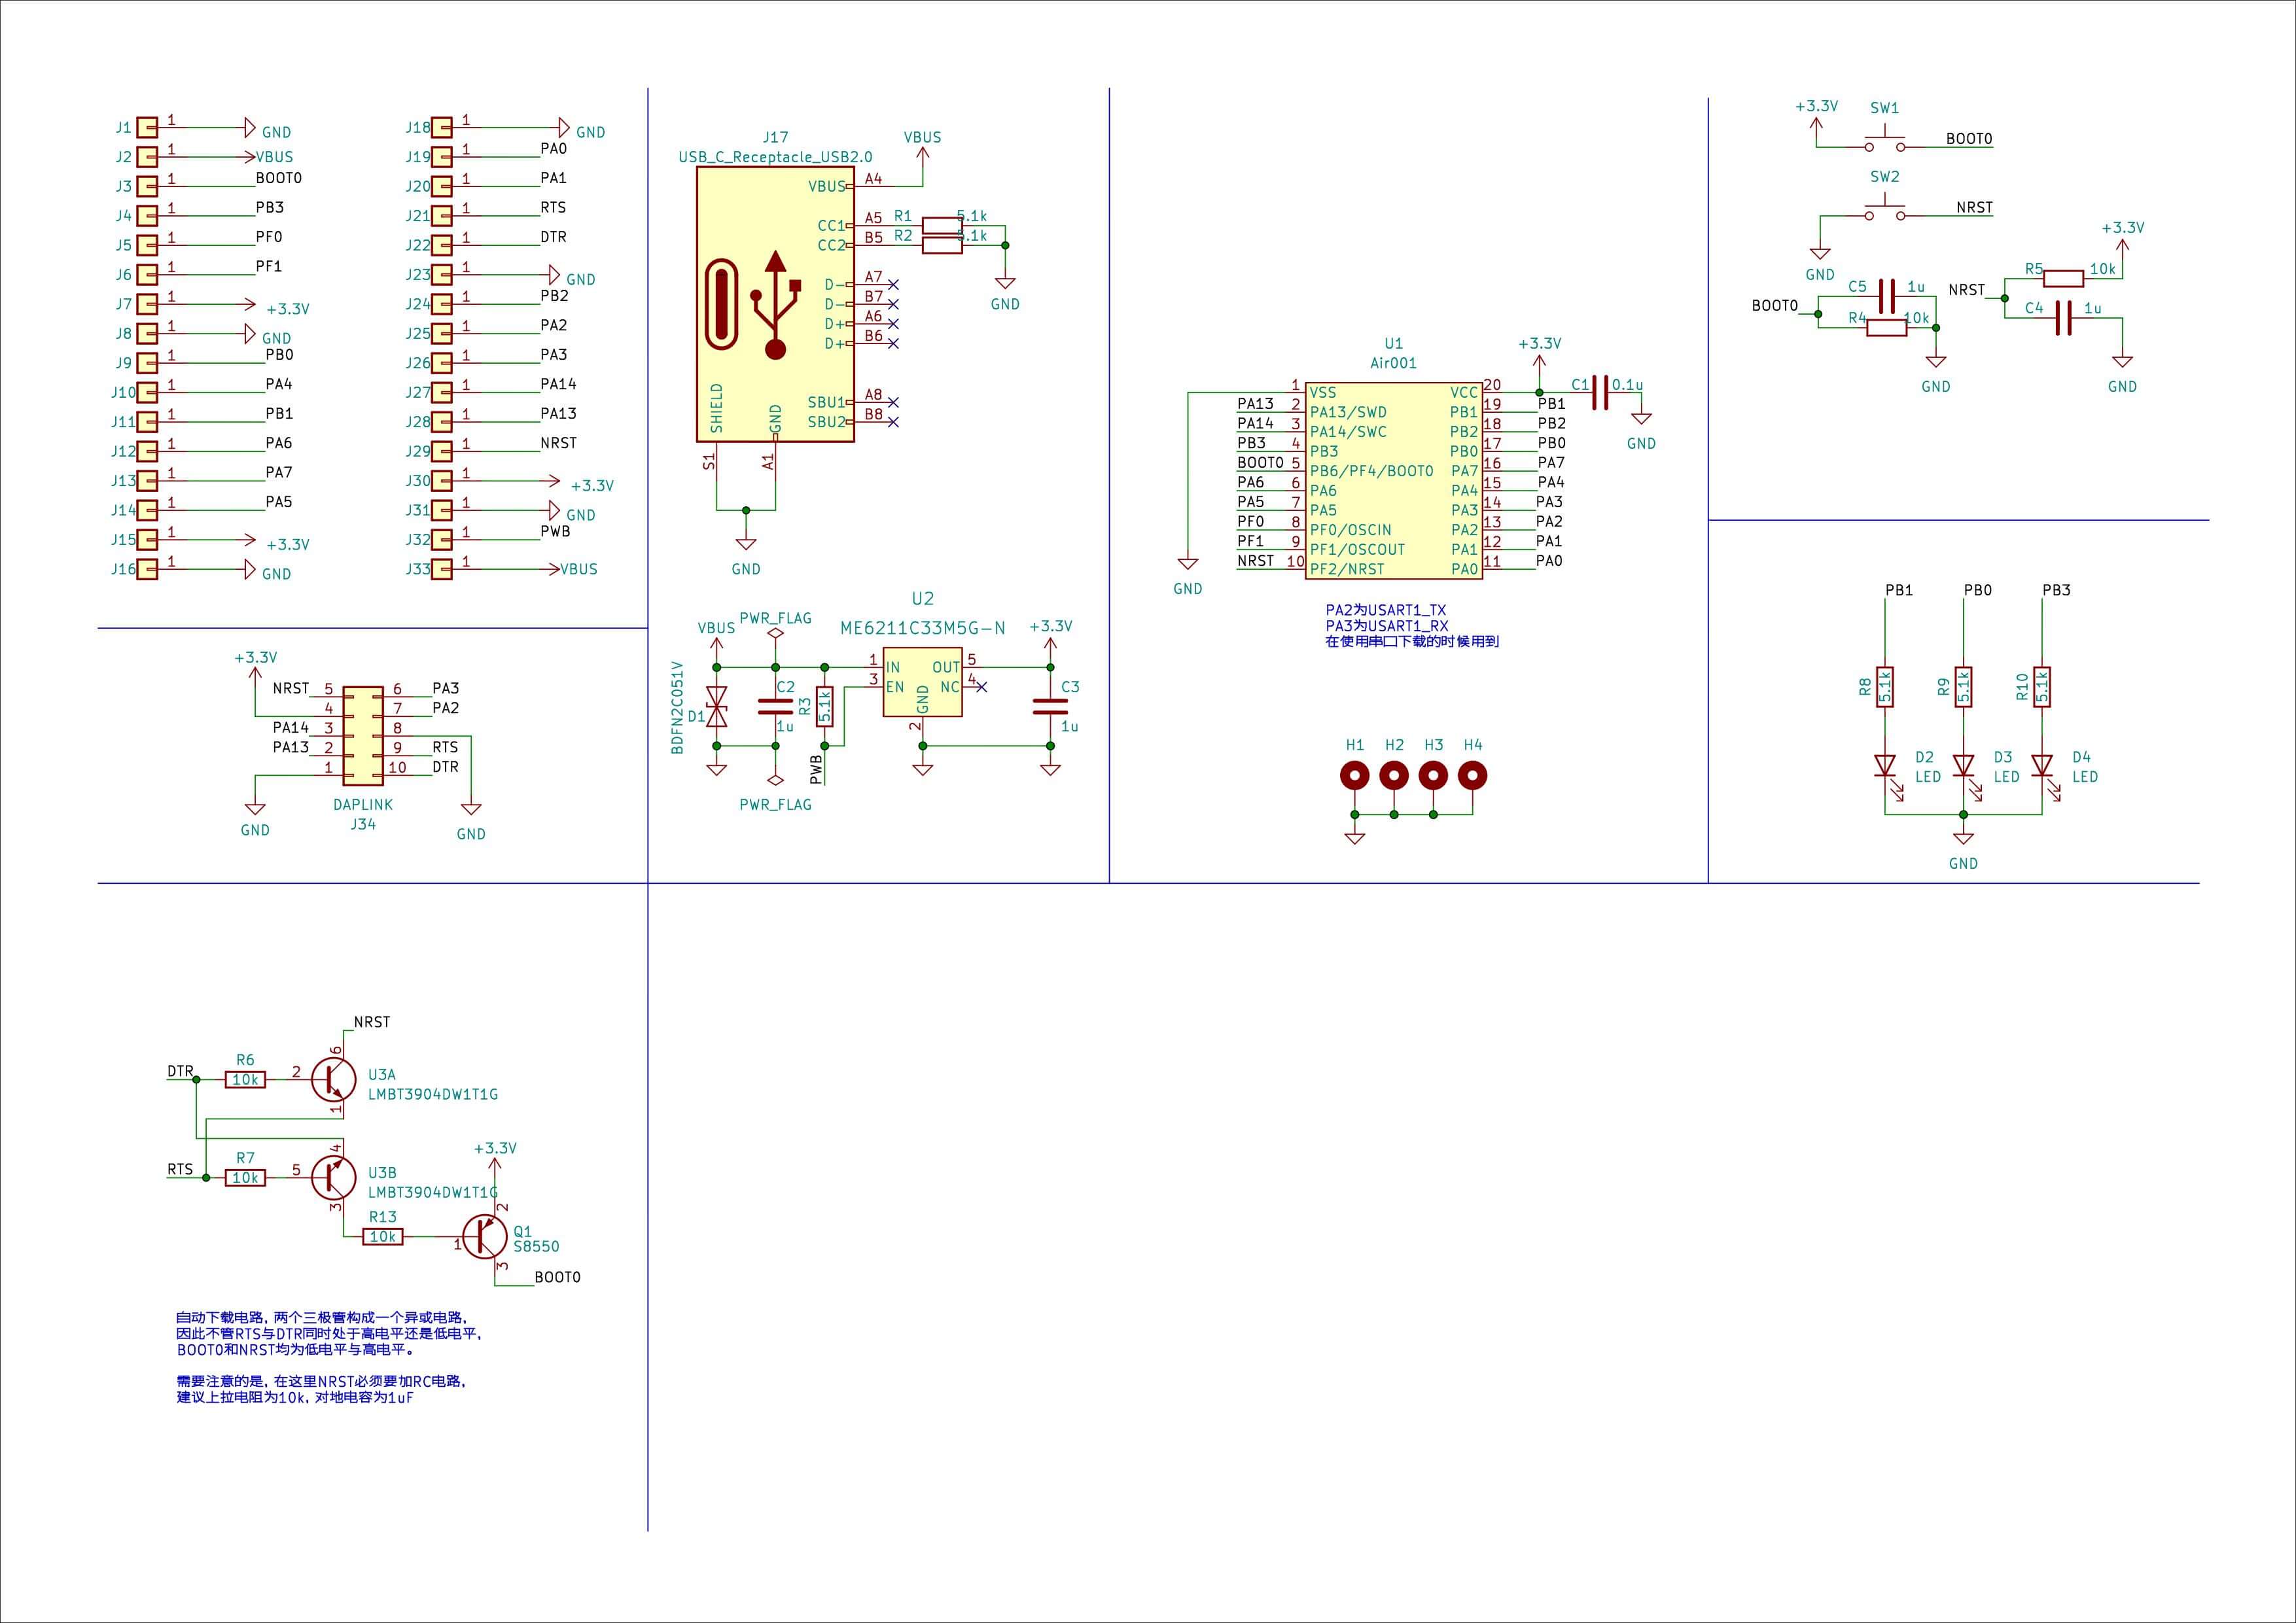 J1 1 GND
J2 1 VBUS
J3 1 BOOT0
J4 1 PB3
J5 1 PF0
J6 1 PF1
J7 1 +3.3V
J8 1 GND
J9 1 PB0
J10 1 PA4
J11 1 PB1
J12 1 PA6
J13 1 PA7
J14 1 PA5
J15 1 +3.3V
J16 1 GND
J18 1 GND
J19 1 PA0
J20 1 PA1
J21 1 RTS
J22 1 DTR
J23 1 GND
J24 1 PB2
J25 1 PA2
J26 1 PA3
J27 1 PA14
J28 1 PA13
J29 1 NRST
J30 1 +3.3V
J31 1 GND
J32 1 PWB
J33 1 VBUS
+3.3V
NRST 5 6 PA3
4 7 PA2
PA14 3 8
PA13 2 9 RTS
1 10 DTR
DAPLINK
J34
GND
GND
J17
USB_C_Receptacle_USB2.0
VBUS
VBUS A4
CC1 A5 R1 5.1k
CC2 B5 R2 5.1k
GND
D- A7
D- B7
D+ A6
D+ B6
SBU1 A8
SBU2 B8
SHIELD
GND
S1
A1
GND
VBUS
PWR_FLAG
U2
ME6211C33M5G-N
+3.3V
1 IN OUT 5
3 EN NC 4
GND
2
BDFN2C051V
D1
C2
1u
R3
5.1k
PWB
C3
1u
PWR_FLAG
U1
Air001
+3.3V
C1 0.1u
GND
1 VSS VCC 20
PA13 2 PA13/SWD PB1 19 PB1
PA14 3 PA14/SWC PB2 18 PB2
PB3 4 PB3 PB0 17 PB0
BOOT0 5 PB6/PF4/BOOT0 PA7 16 PA7
PA6 6 PA6 PA4 15 PA4
PA5 7 PA5 PA3 14 PA3
PF0 8 PF0/OSCIN PA2 13 PA2
PF1 9 PF1/OSCOUT PA1 12 PA1
NRST 10 PF2/NRST PA0 11 PA0
GND
PA2为USART1_TX
PA3为USART1_RX
在使用串口下载的时候用到
H1 H2 H3 H4
+3.3V
SW1
BOOT0
SW2
NRST
GND
BOOT0
C5 1u
R4 10k
GND
+3.3V
R5 10k
NRST
C4 1u
GND
PB1 PB0 PB3
R8 5.1k
R9 5.1k
R10 5.1k
D2
LED
D3
LED
D4
LED
GND
NRST
6
DTR
R6
10k
2
U3A
LMBT3904DW1T1G
1
4
RTS
R7
10k
5
U3B
LMBT3904DW1T1G
3
R13
10k
+3.3V
2
1
Q1
S8550
3
BOOT0
自动下载电路，两个三极管构成一个异或电路，
因此不管RTS与DTR同时处于高电平还是低电平，
BOOT0和NRST均为低电平与高电平。
需要注意的是，在这里NRST必须要加RC电路，
建议上拉电阻为10k，对地电容为1uF